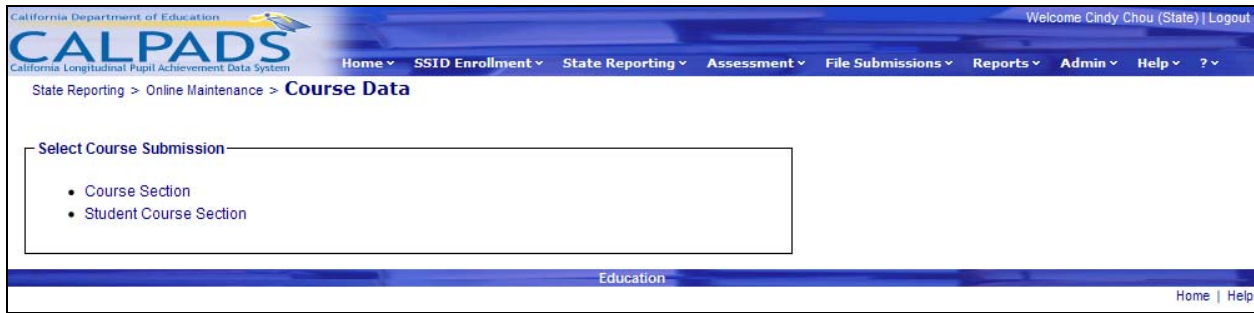 California Department of Education
Welcome Cindy Chou (State) | Logout
CALPADS
California Longitudinal Pupil Achievement Data System
Home SSID Enrollment State Reporting Assessment File Submissions Reports Admin Help ?
State Reporting > Online Maintenance > Course Data
Select Course Submission
• Course Section
• Student Course Section
Education
Home | Help